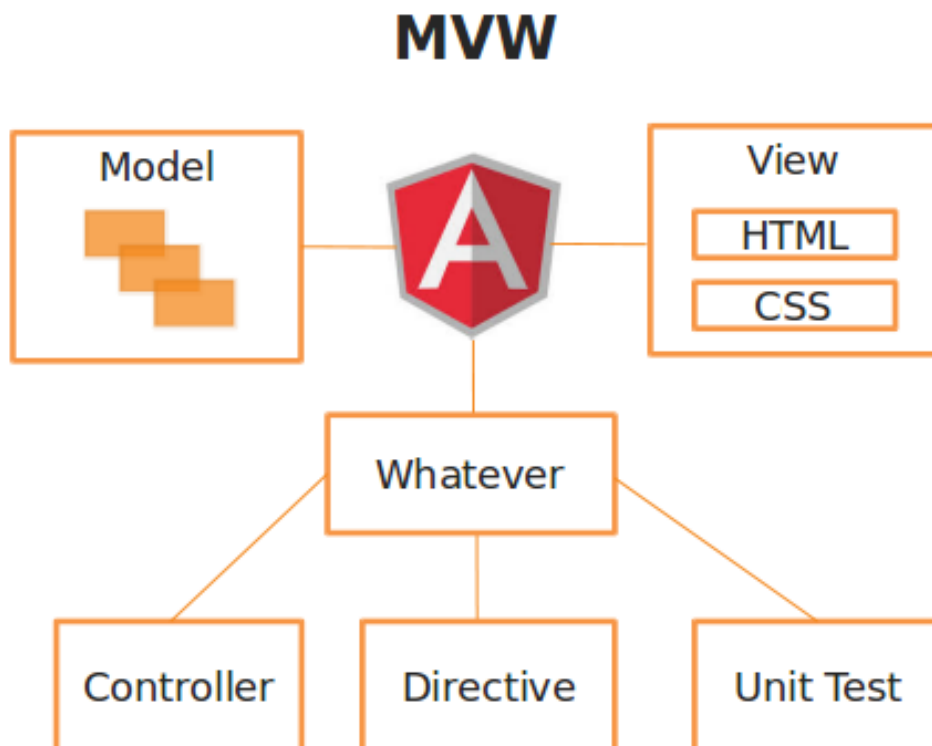 MVW
Model
View
HTML
CSS
Whatever
Controller
Directive
Unit Test